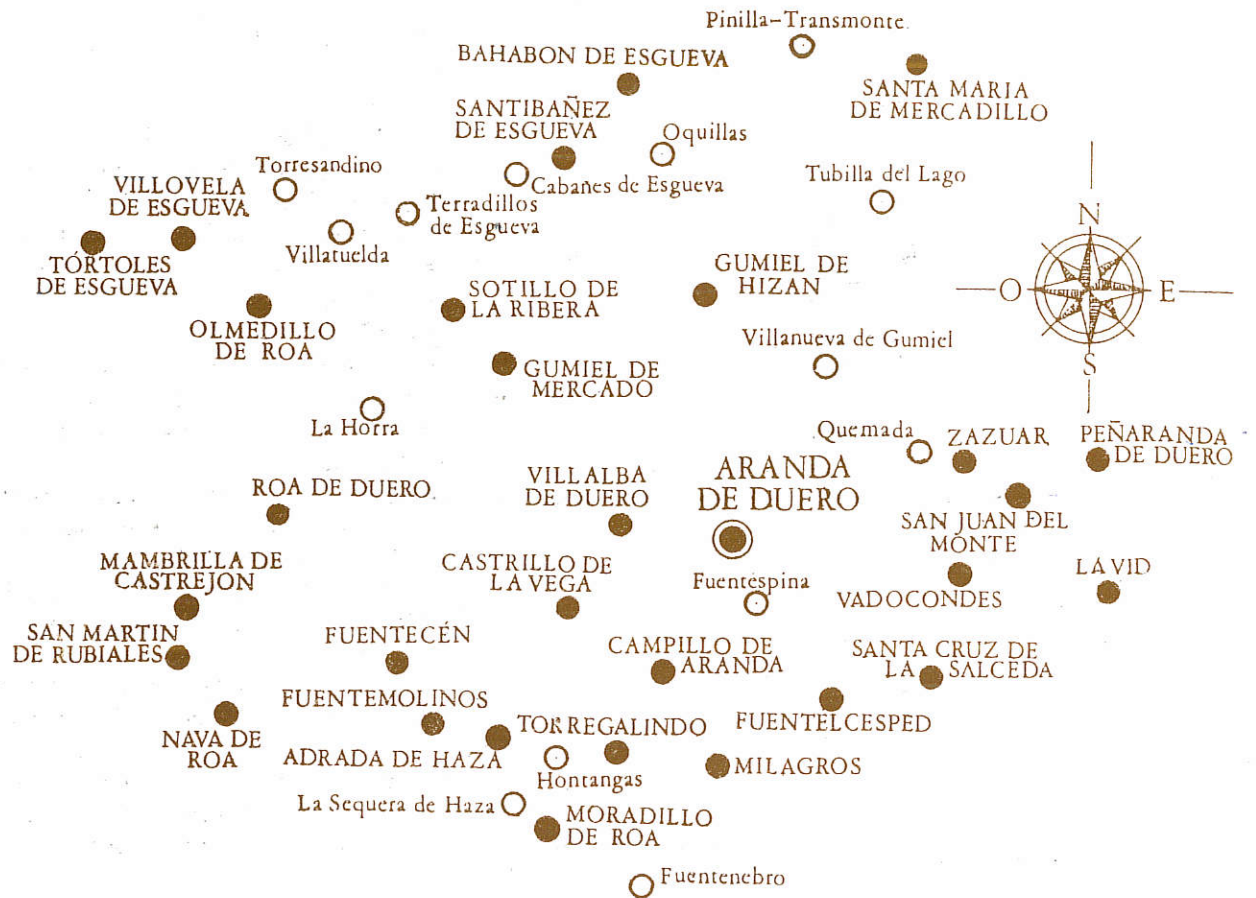 Pinilla-Transmonte.
BAHABON DE ESGUEVA
SANTA MARIA
DE MERCADILLO
SANTIBAÑEZ
DE ESGUEVA
Oquillas
Torresandino
Cabañes de Esgueva
Tubilla del Lago
VILLOVELA
DE ESGUEVA
Terradillos
de Esgueva
Villatuelda
TÓRTOLES
DE ESGUEVA
N
O
E
S
GUMIEL DE
HIZAN
SOTILLO DE
LA RIBERA
OLMEDILLO
DE ROA
Villanueva de Gumiel
GUMIEL DE
MERCADO
La Horra
Quemada
ZAZUAR
PEÑARANDA
DE DUERO
ARANDA
DE DUERO
VILLALBA
DE DUERO
ROA DE DUERO
SAN JUAN DEL
MONTE
MAMBRILLA DE
CASTREJON
CASTRILLO DE
LA VEGA
Fuentespina
VADOCONDES
LA VID
SAN MARTIN
DE RUBIALES
FUENTECÉN
CAMPILLO DE
ARANDA
SANTA CRUZ DE
LA SALCEDA
FUENTEMOLINOS
NAVA DE
ROA
ADRADA DE HAZA
TORREGALINDO
FUENTELCESPED
Hontangas
MILAGROS
La Sequera de Haza
MORADILLO
DE ROA
Fuentenebro